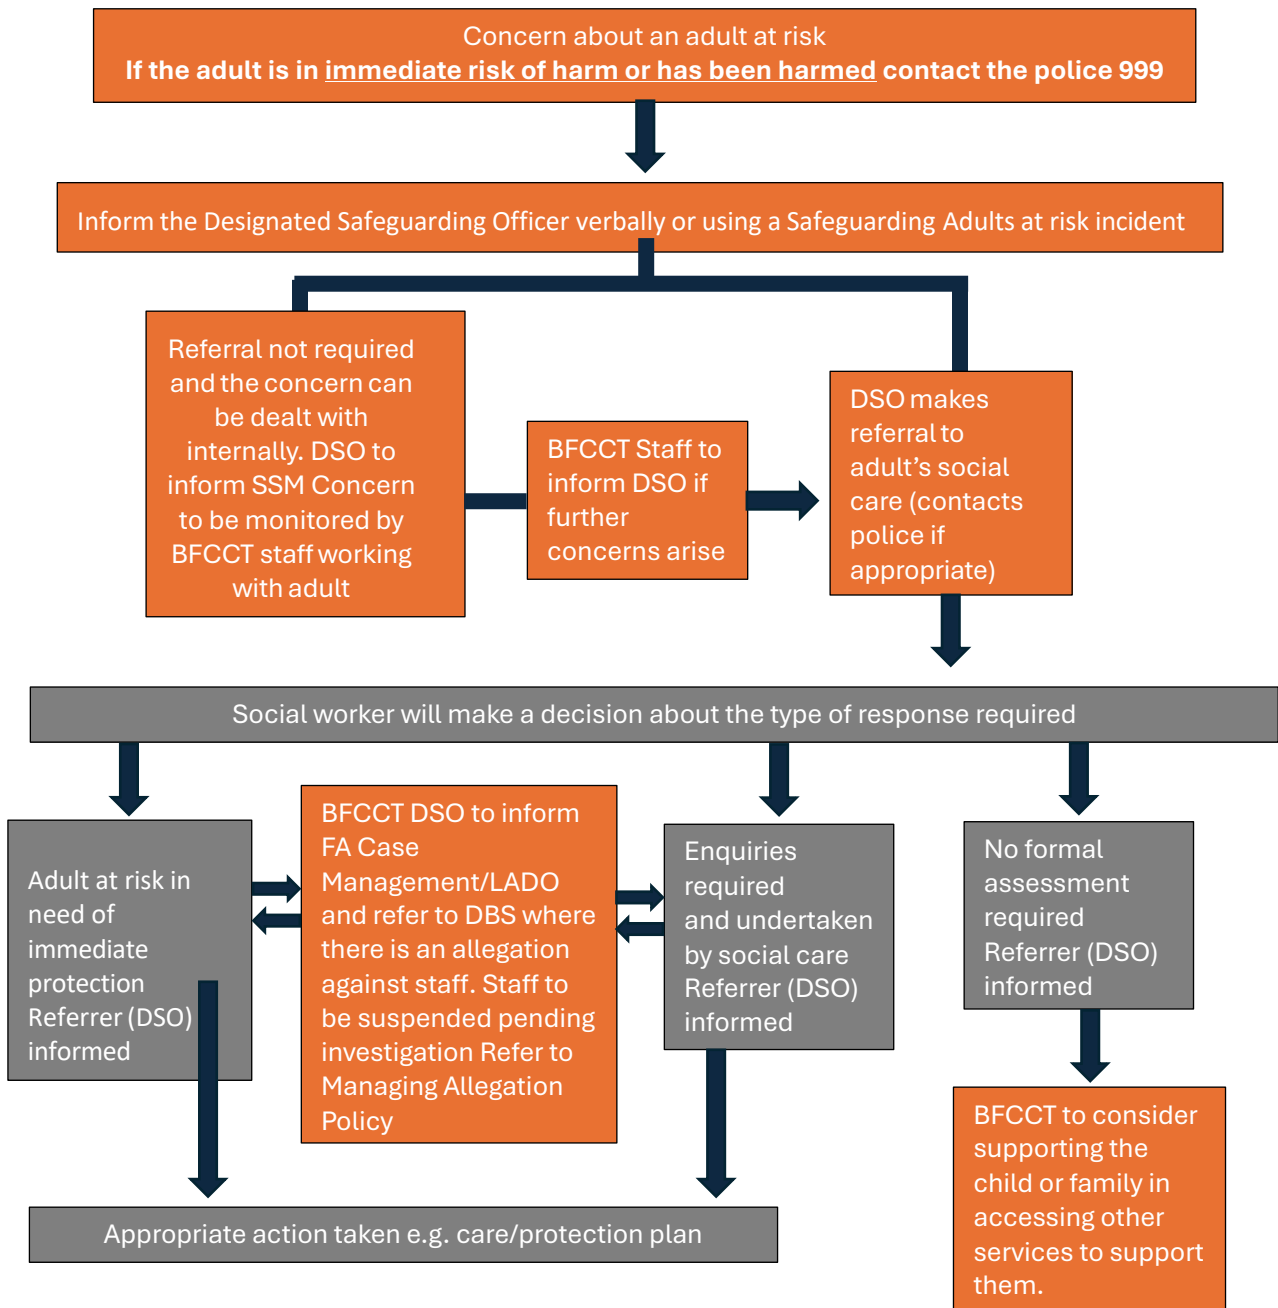 Concern about an adult at risk
If the adult is in immediate risk of harm or has been harmed contact the police 999
Inform the Designated Safeguarding Officer verbally or using a Safeguarding Adults at risk incident
Referral not required
and the concern can
be dealt with
internally. DSO to
inform SSM Concern
to be monitored by
BFCCT staff working
with adult
BFCCT Staff to
inform DSO if
further
concerns arise
DSO makes
referral to
adult’s social
care (contacts
police if
appropriate)
Social worker will make a decision about the type of response required
Adult at risk in
need of
immediate
protection
Referrer (DSO)
informed
BFCCT DSO to inform
FA Case
Management/LADO
and refer to DBS where
there is an allegation
against staff. Staff to
be suspended pending
investigation Refer to
Managing Allegation
Policy
Enquiries
required
and undertaken
by social care
Referrer (DSO)
informed
No formal
assessment
required
Referrer (DSO)
informed
BFCCT to consider
supporting the
child or family in
accessing other
services to support
them.
Appropriate action taken e.g. care/protection plan